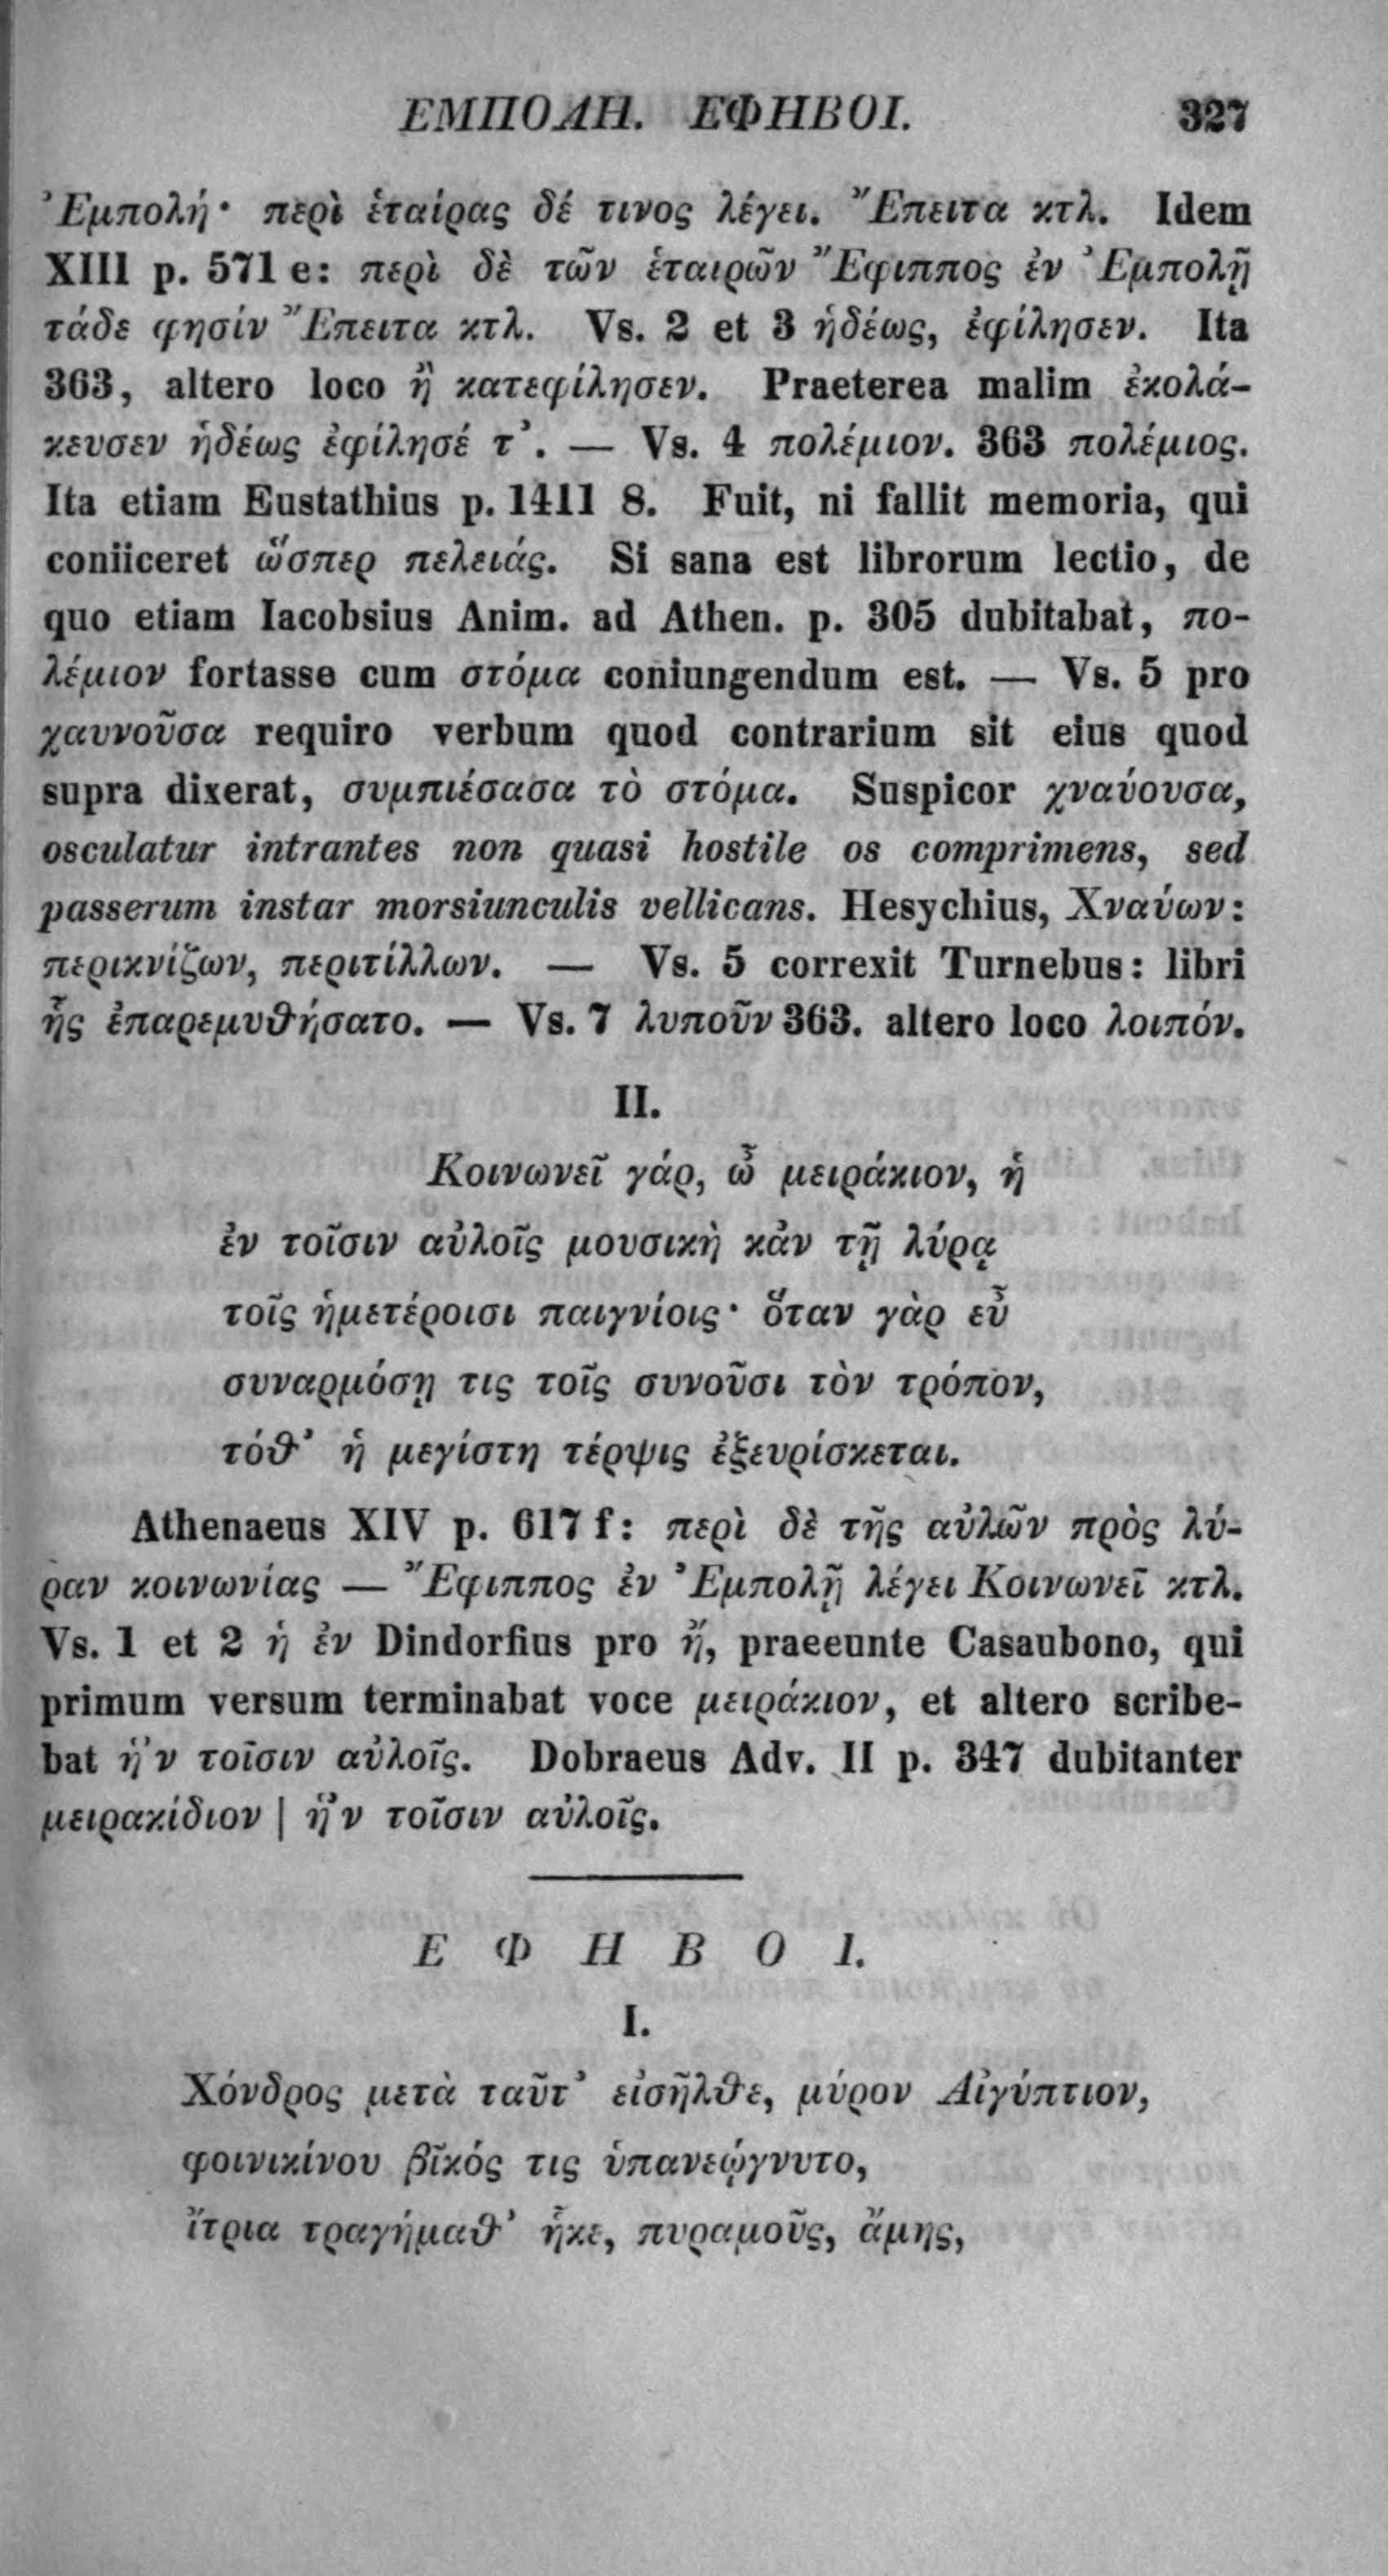 ΕΜΠΟΛΗ. ΕΦΗΒΟΙ. 327
Ἐμπολή· περὶ ἑταίρας δέ τινος λέγει. Ἔπειτα κτλ. Idem
XIII p. 571 e: περὶ δὲ τῶν ἑταιρῶν Ἔφιππος ἐν Ἐμπολῇ
τάδε φησίν Ἔπειτα κτλ. Vs. 2 et 3 ἡδέως, ἐφίλησεν. Ita
363, altero loco ἢ κατεφίλησεν. Praeterea malim ἐκολά-
κευσεν ἡδέως ἐφίλησέ τ’. — Vs. 4 πολέμιον. 363 πολέμιος.
Ita etiam Eustathius p. 1411 8. Fuit, ni fallit memoria, qui
coniiceret ὥσπερ πελειάς. Si sana est librorum lectio, de
quo etiam Iacobsius Anim. ad Athen. p. 305 dubitabat, πο-
λέμιον fortasse cum στόμα coniungendum est. — Vs. 5 pro
χαυνοῦσα requiro verbum quod contrarium sit eius quod
supra dixerat, συμπιέσασα τὸ στόμα. Suspicor χναύουσα,
osculatur intrantes non quasi hostile os comprimens, sed
passerum instar morsiunculis vellicans. Hesychius, Χναύων:
περικνίζων, περιτίλλων. — Vs. 5 correxit Turnebus: libri
ἧς ἐπαρεμυθήσατο. — Vs. 7 λυποῦν 363. altero loco λοιπόν.
II.
Κοινωνεῖ γάρ, ὦ μειράκιον, ἡ
ἐν τοῖσιν αὐλοῖς μουσικὴ κἀν τῇ λύρᾳ
τοῖς ἡμετέροισι παιγνίοις· ὅταν γὰρ εὖ
συναρμόσῃ τις τοῖς συνοῦσι τὸν τρόπον,
τόθ’ ἡ μεγίστη τέρψις ἐξευρίσκεται.
Athenaeus XIV p. 617 f: περὶ δὲ τῆς αὐλῶν πρὸς λύ-
ραν κοινωνίας — Ἔφιππος ἐν Ἐμπολῇ λέγει Κοινωνεῖ κτλ.
Vs. 1 et 2 ἡ ἐν Dindorfius pro ἥ, praeeunte Casaubono, qui
primum versum terminabat voce μειράκιον, et altero scribe-
bat ἡ’ν τοῖσιν αὐλοῖς. Dobraeus Adv. II p. 347 dubitanter
μειρακίδιον | ἡ’ν τοῖσιν αὐλοῖς.
ΕΦΗΒΟΙ.
I.
Χόνδρος μετὰ ταῦτ’ εἰσῆλθε, μύρον Αἰγύπτιον,
φοινικίνου βῖκός τις ὑπανεῴγνυτο,
ἴτρια τραγήμαθ’ ἧκε, πυραμοῦς, ἄμης,